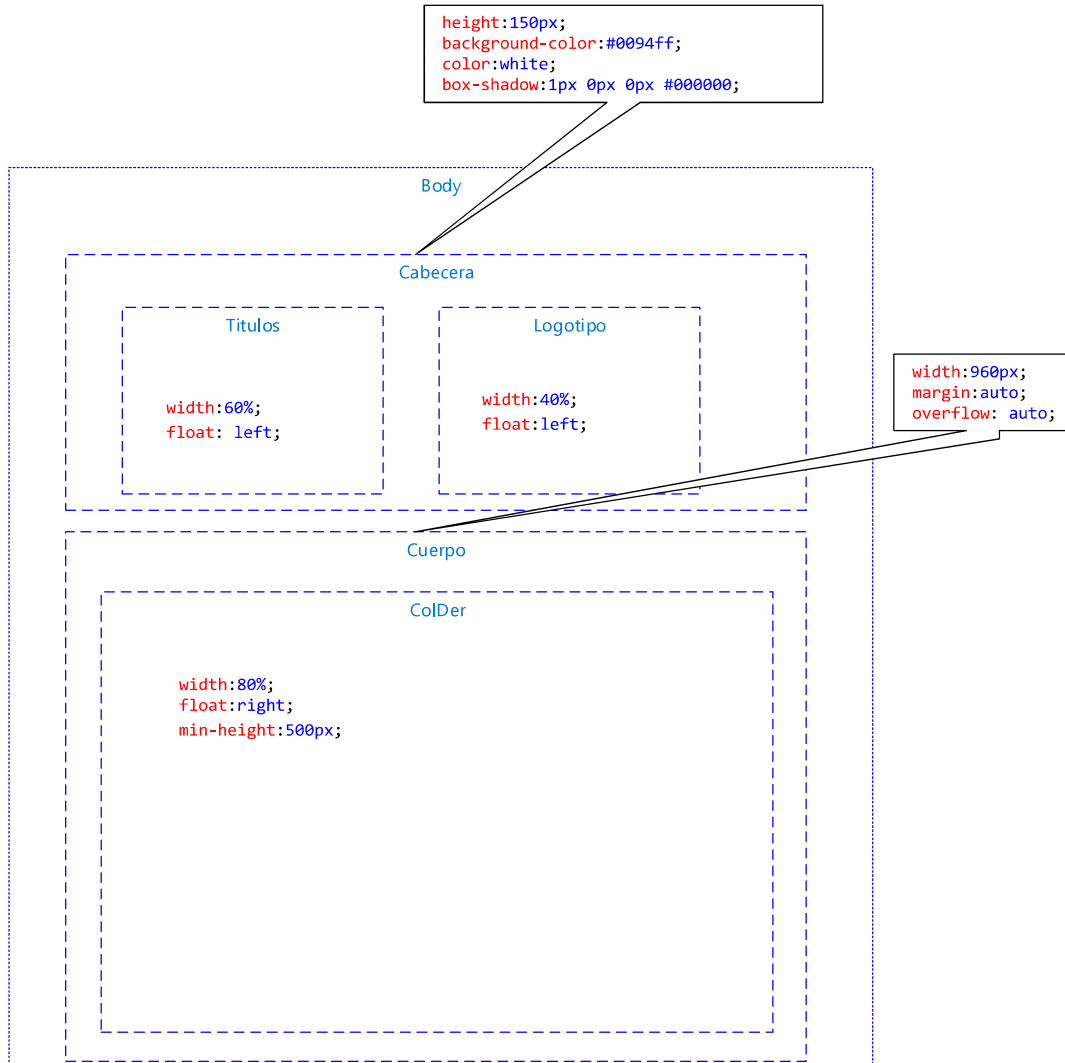 height:150px;
background-color:#0094ff;
color:white;
box-shadow:1px 0px 0px #000000;
Body
Cabecera
Titulos
width:60%;
float: left;
Logotipo
width:40%;
float:left;
width:960px;
margin:auto;
overflow: auto;
Cuerpo
ColDer
width:80%;
float:right;
min-height:500px;